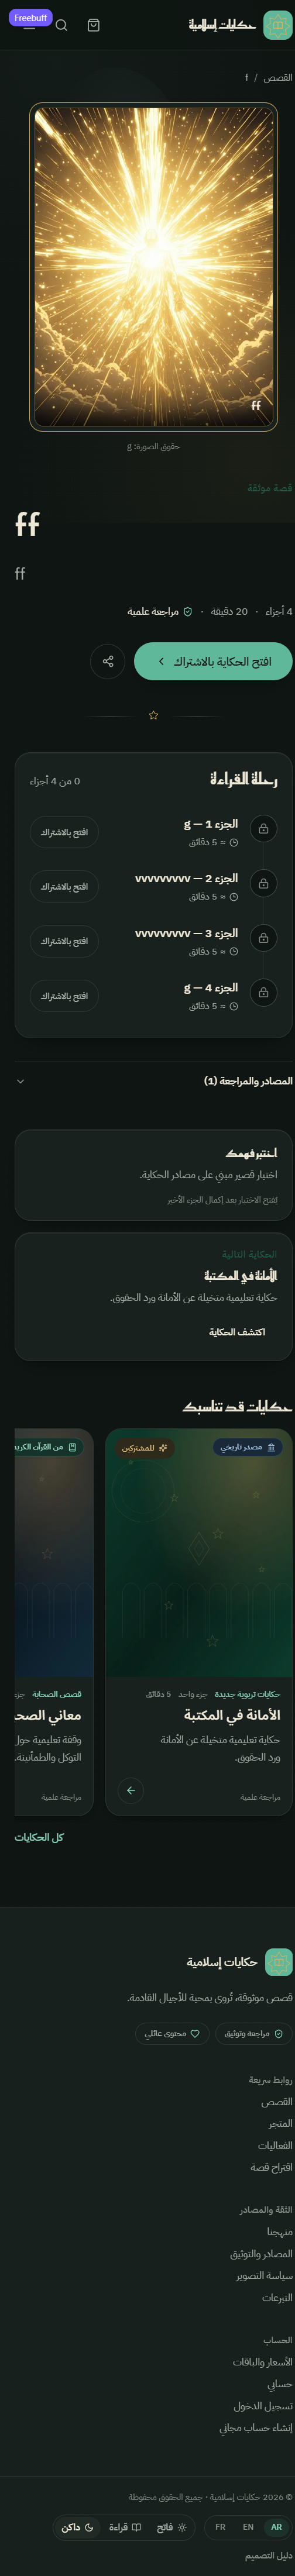 Freebuff
حكايات إسلامية
القصص / f
ff
حقوق الصورة: g
قصة موثقة
ff
ff
4 أجزاء · 20 دقيقة · مراجعة علمية
افتح الحكاية بالاشتراك
رحلة القراءة
0 من 4 أجزاء
الجزء 1 — g
≈ 5 دقائق
افتح بالاشتراك
الجزء 2 — vvvvvvvvv
≈ 5 دقائق
افتح بالاشتراك
الجزء 3 — vvvvvvvvv
≈ 5 دقائق
افتح بالاشتراك
الجزء 4 — g
≈ 5 دقائق
افتح بالاشتراك
المصادر والمراجعة (1)
اختبر فهمك
اختبار قصير مبني على مصادر الحكاية.
يُفتح الاختبار بعد إكمال الجزء الأخير
الحكاية التالية
الأمانة في المكتبة
حكاية تعليمية متخيلة عن الأمانة ورد الحقوق.
اكتشف الحكاية
حكايات قد تناسبك
مصدر تاريخي
للمشتركين
حكايات تربوية جديدة جزء واحد 5 دقائق
الأمانة في المكتبة
حكاية تعليمية متخيلة عن الأمانة
ورد الحقوق.
مراجعة علمية
من القرآن الكريم
قصص الصحابة
معاني
وقفة تعليمية حول
التوكل والطمأنينة.
مراجعة علمية
كل الحكايات
حكايات إسلامية
قصص موثوقة، تُروى بمحبة للأجيال القادمة.
مراجعة وتوثيق
محتوى عائلي
روابط سريعة
القصص
المتجر
الفعاليات
اقتراح قصة
الثقة والمصادر
منهجنا
المصادر والتوثيق
سياسة التصوير
التبرعات
الحساب
الأسعار والباقات
حسابي
تسجيل الدخول
إنشاء حساب مجاني
© 2026 حكايات إسلامية · جميع الحقوق محفوظة
AR EN FR
فاتح قراءة داكن
دليل التصميم